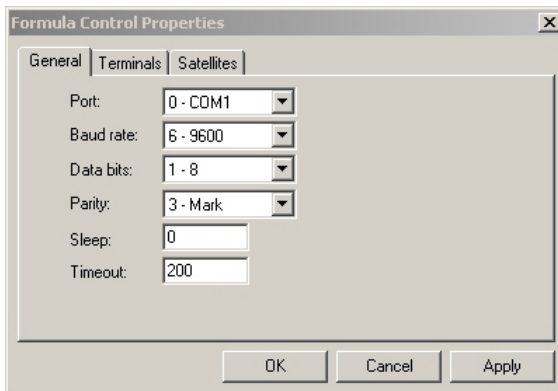 Formula Control Properties
General Terminals Satellites
Port: 0 - COM1
Baud rate: 6 - 9600
Data bits: 1 - 8
Parity: 3 - Mark
Sleep: 0
Timeout: 200
OK Cancel Apply